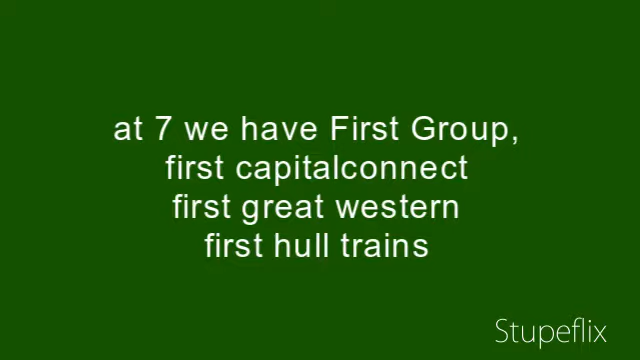 at 7 we have First Group,
first capitalconnect
first great western
first hull trains
Stupeflix